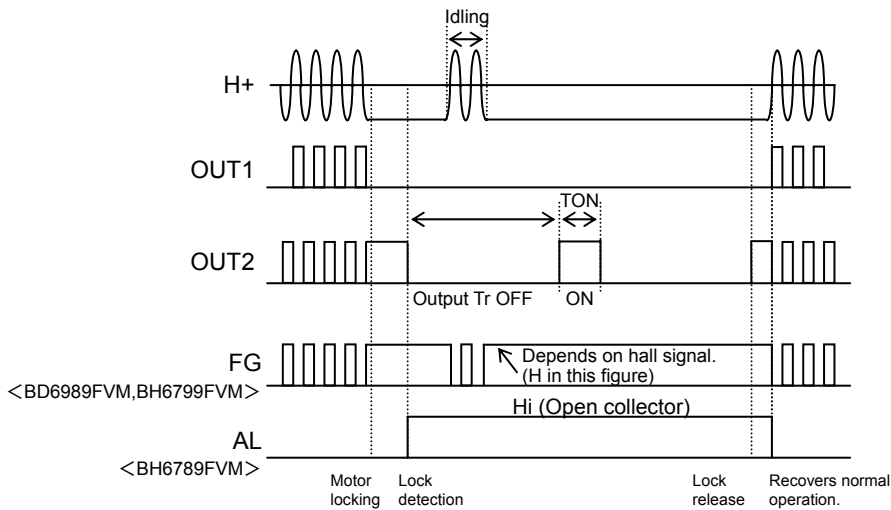 Idling
H+
OUT1
TON
OUT2
Output Tr OFF
ON
FG
<BD6989FVM,BH6799FVM>
Depends on hall signal.
(H in this figure)
Hi (Open collector)
AL
<BH6789FVM>
Motor
locking
Lock
detection
Lock
release
Recovers normal
operation.